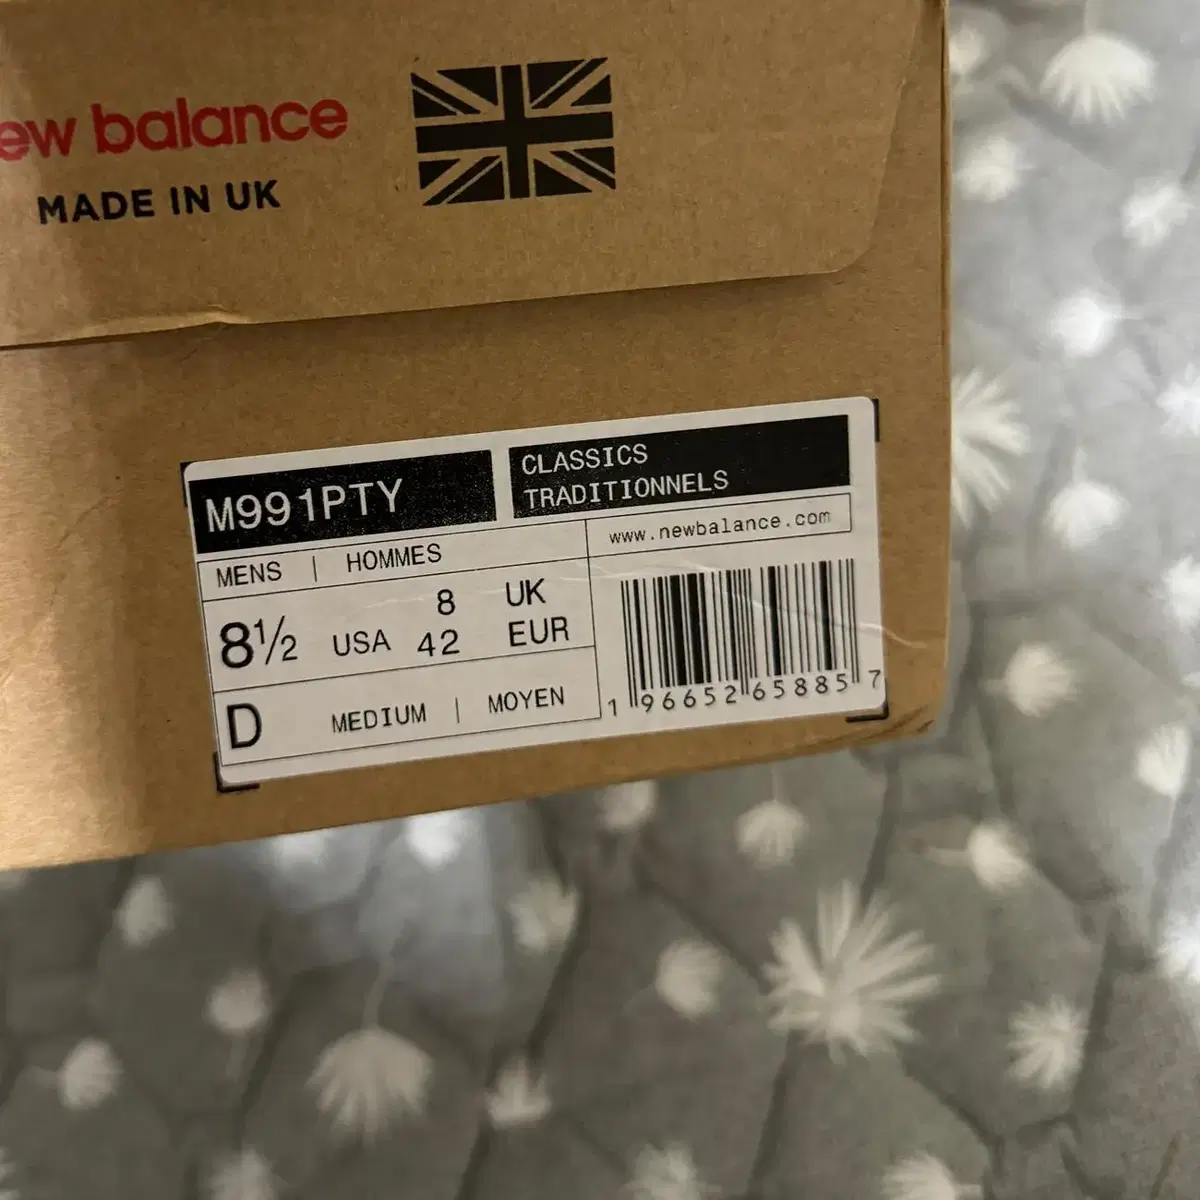 ew balance
MADE IN UK
M991PTY
CLASSICS
TRADITIONNELS
MENS | HOMMES
www.newbalance.com
8½ USA 8 UK
42 EUR
D MEDIUM | MOYEN
1 96652 65885 7